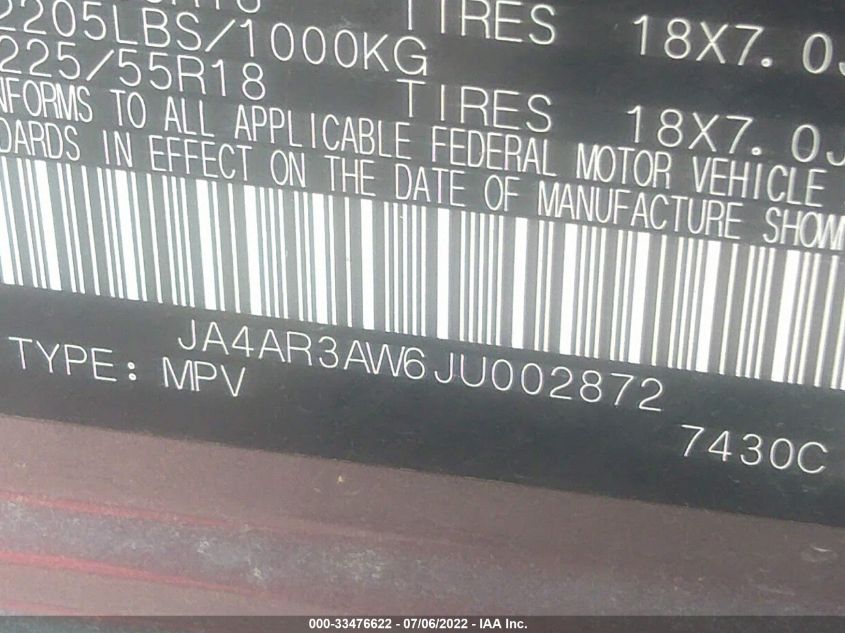 TIRES
2205LBS/1000KG 18X7.0J
225/55R18 TIRES 18X7.0J
NFORMS TO ALL APPLICABLE FEDERAL MOTOR VEHICLE
DARDS IN EFFECT ON THE DATE OF MANUFACTURE SHOW
JA4AR3AW6JU002872
TYPE: MPV
7430C
000-33476622 - 07/06/2022 - IAA Inc.